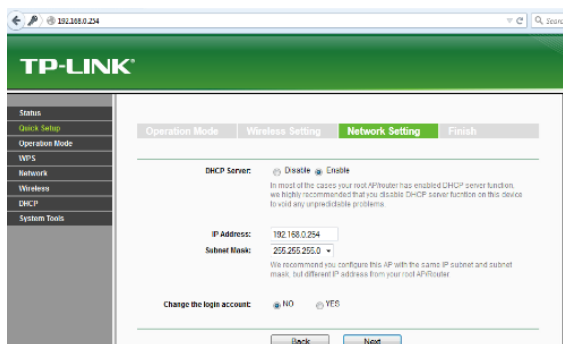 192.168.0.254
Searc
TP-LINK®
Status
Quick Setup
Operation Mode
WPS
Network
Wireless
DHCP
System Tools
Operation Mode Wireless Setting Network Setting Finish
DHCP Server: Disable Enable
In most of the cases your root AP/router has enabled DHCP server function,
we highly recommended that you disable DHCP server fucntion on this device
to void any unpredictable problems.
IP Address: 192.168.0.254
Subnet Mask: 255.255.255.0
We recommend you configure this AP with the same IP subnet and subnet
mask, but different IP address from your root AP/Router.
Change the login account: NO YES
Back Next